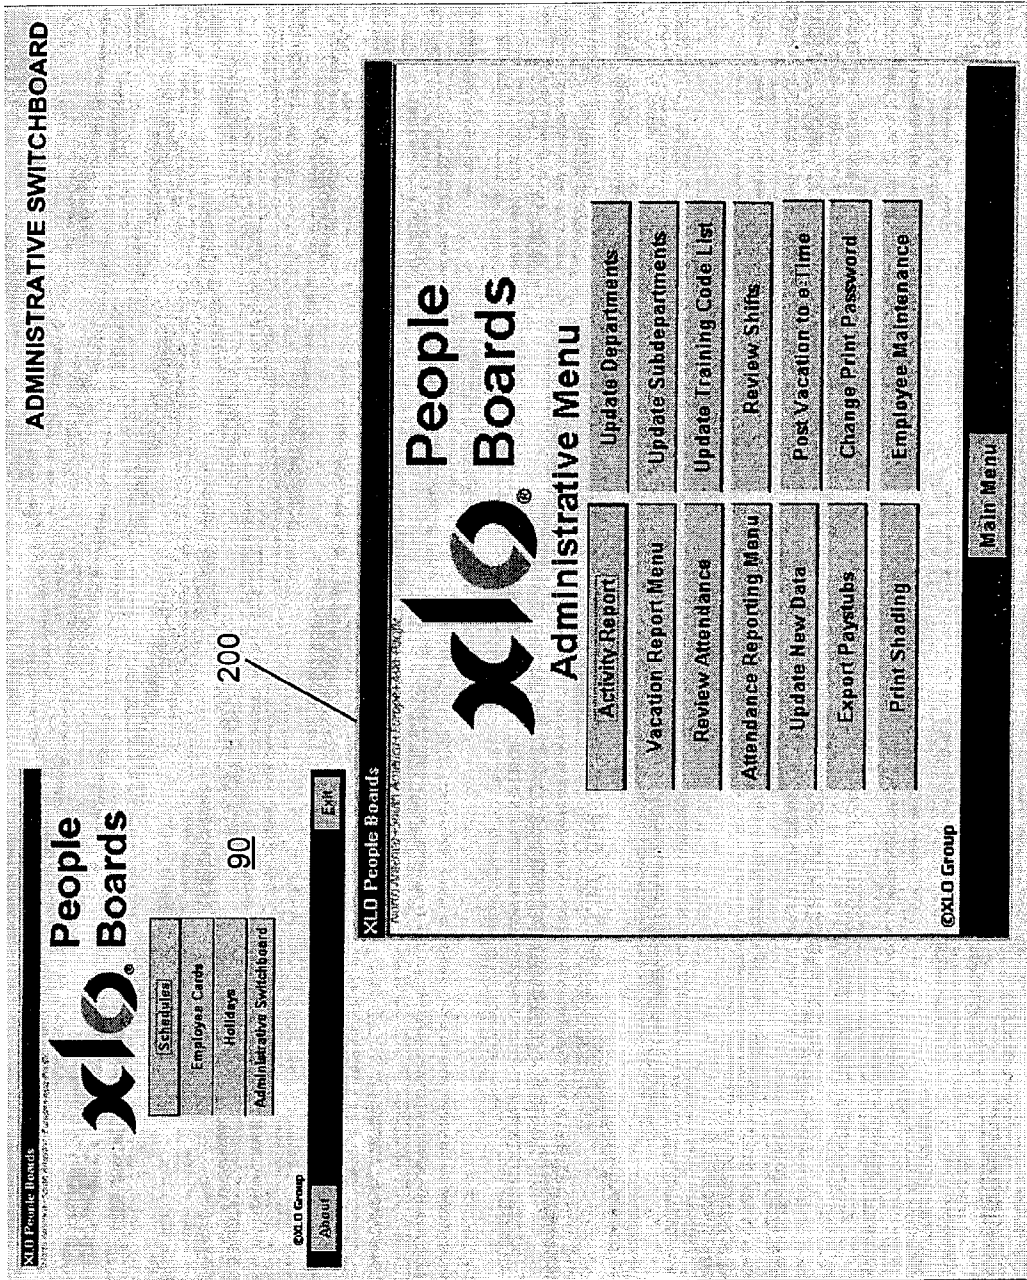 ADMINISTRATIVE SWITCHBOARD
XLO People Boards
xlo® People
Boards
Schedules
Employee Cards
Holidays
Administrative Switchboard
90
©XLO Group
About
Exit
200
XLO People Boards
xlo® People
Boards
Administrative Menu
Activity Report
Update Departments
Vacation Report Menu
Update Subdepartments
Review Attendance
Update Training Code List
Attendance Reporting Menu
Review Shifts
Update New Data
Post Vacation to e-Time
Export Paystubs
Change Print Password
Print Shading
Employee Maintenance
©XLO Group
Main Menu